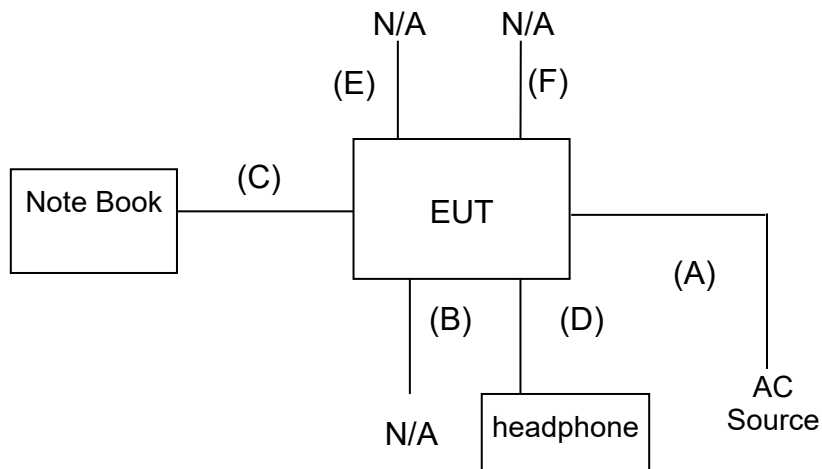 N/A
N/A
(E)
(F)
Note Book
(C)
EUT
(A)
(B)
(D)
N/A
headphone
AC
Source